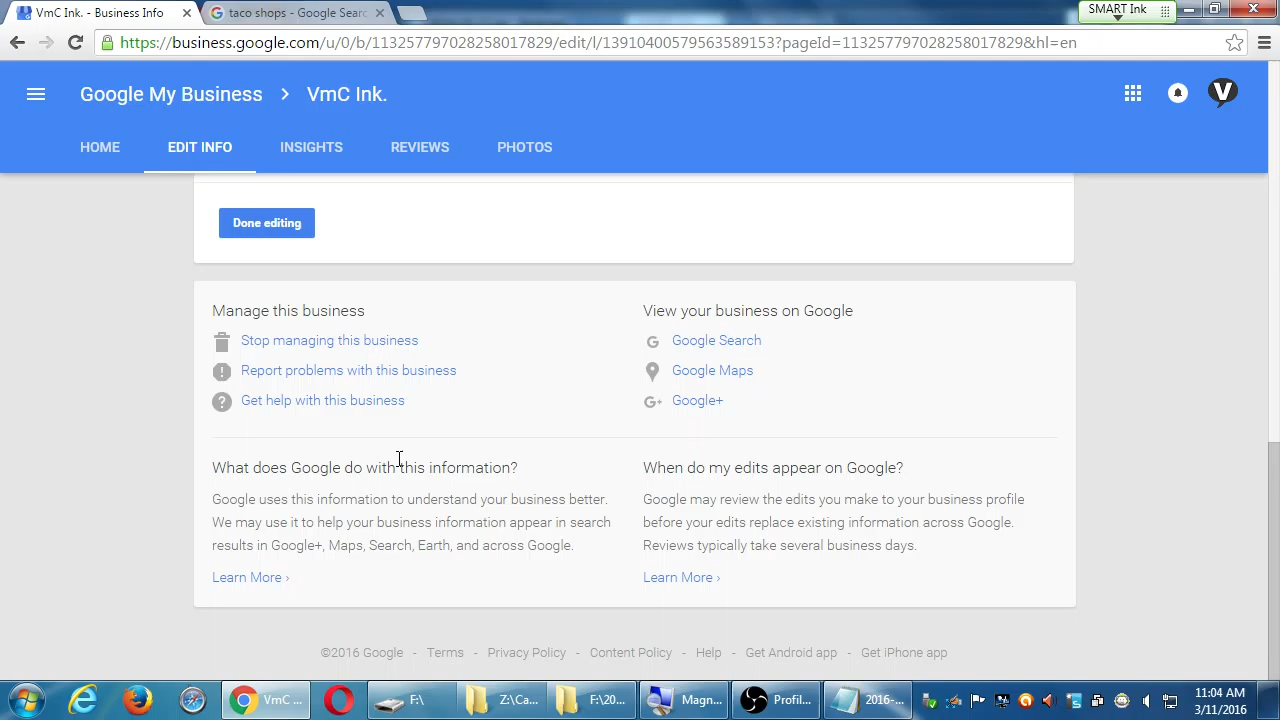 VmC Ink. - Business Info
taco shops - Google Searc
SMART Ink
https://business.google.com/u/0/b/113257797028258017829/edit/l/13910400579563589153?pageId=113257797028258017829&hl=en
Google My Business > VmC Ink.
V
HOME EDIT INFO INSIGHTS REVIEWS PHOTOS
Done editing
Manage this business
Stop managing this business
Report problems with this business
Get help with this business
View your business on Google
Google Search
Google Maps
Google+
What does Google do with this information?
Google uses this information to understand your business better.
We may use it to help your business information appear in search
results in Google+, Maps, Search, Earth, and across Google.
Learn More ›
When do my edits appear on Google?
Google may review the edits you make to your business profile
before your edits replace existing information across Google.
Reviews typically take several business days.
Learn More ›
©2016 Google - Terms - Privacy Policy - Content Policy - Help - Get Android app - Get iPhone app
VmC ... F:\ Z:\Ca... F:\20... Magn... Profil... 2016-...
11:04 AM
3/11/2016